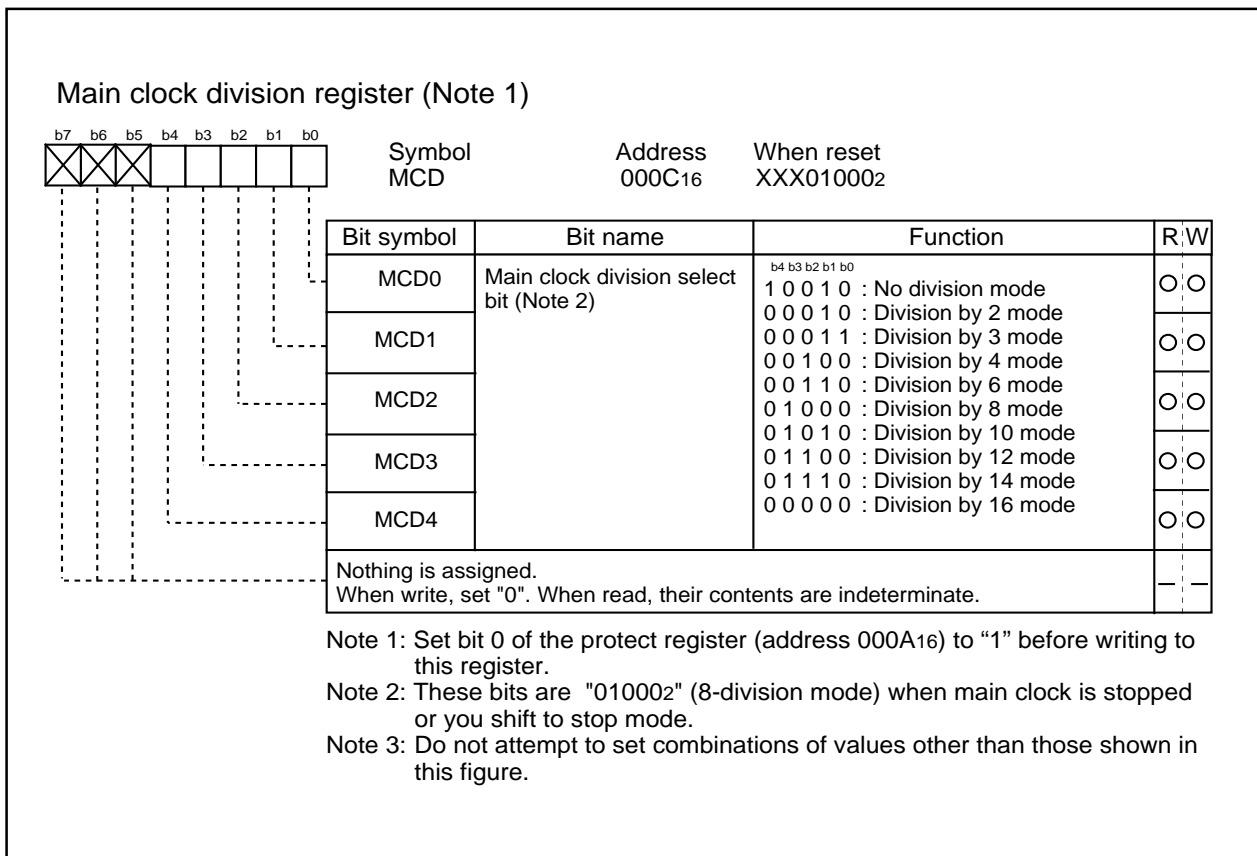 Main clock division register (Note 1)
b7 b6 b5 b4 b3 b2 b1 b0
Symbol Address When reset
MCD 000C16 XXX010002
Bit symbol Bit name Function R W
MCD0 Main clock division select
bit (Note 2)
b4 b3 b2 b1 b0
1 0 0 1 0 : No division mode
0 0 0 1 0 : Division by 2 mode
0 0 0 1 1 : Division by 3 mode
0 0 1 0 0 : Division by 4 mode
0 0 1 1 0 : Division by 6 mode
0 1 0 0 0 : Division by 8 mode
0 1 0 1 0 : Division by 10 mode
0 1 1 0 0 : Division by 12 mode
0 1 1 1 0 : Division by 14 mode
0 0 0 0 0 : Division by 16 mode
MCD1
MCD2
MCD3
MCD4
Nothing is assigned.
When write, set "0". When read, their contents are indeterminate.
Note 1: Set bit 0 of the protect register (address 000A16) to “1” before writing to
this register.
Note 2: These bits are "010002" (8-division mode) when main clock is stopped
or you shift to stop mode.
Note 3: Do not attempt to set combinations of values other than those shown in
this figure.